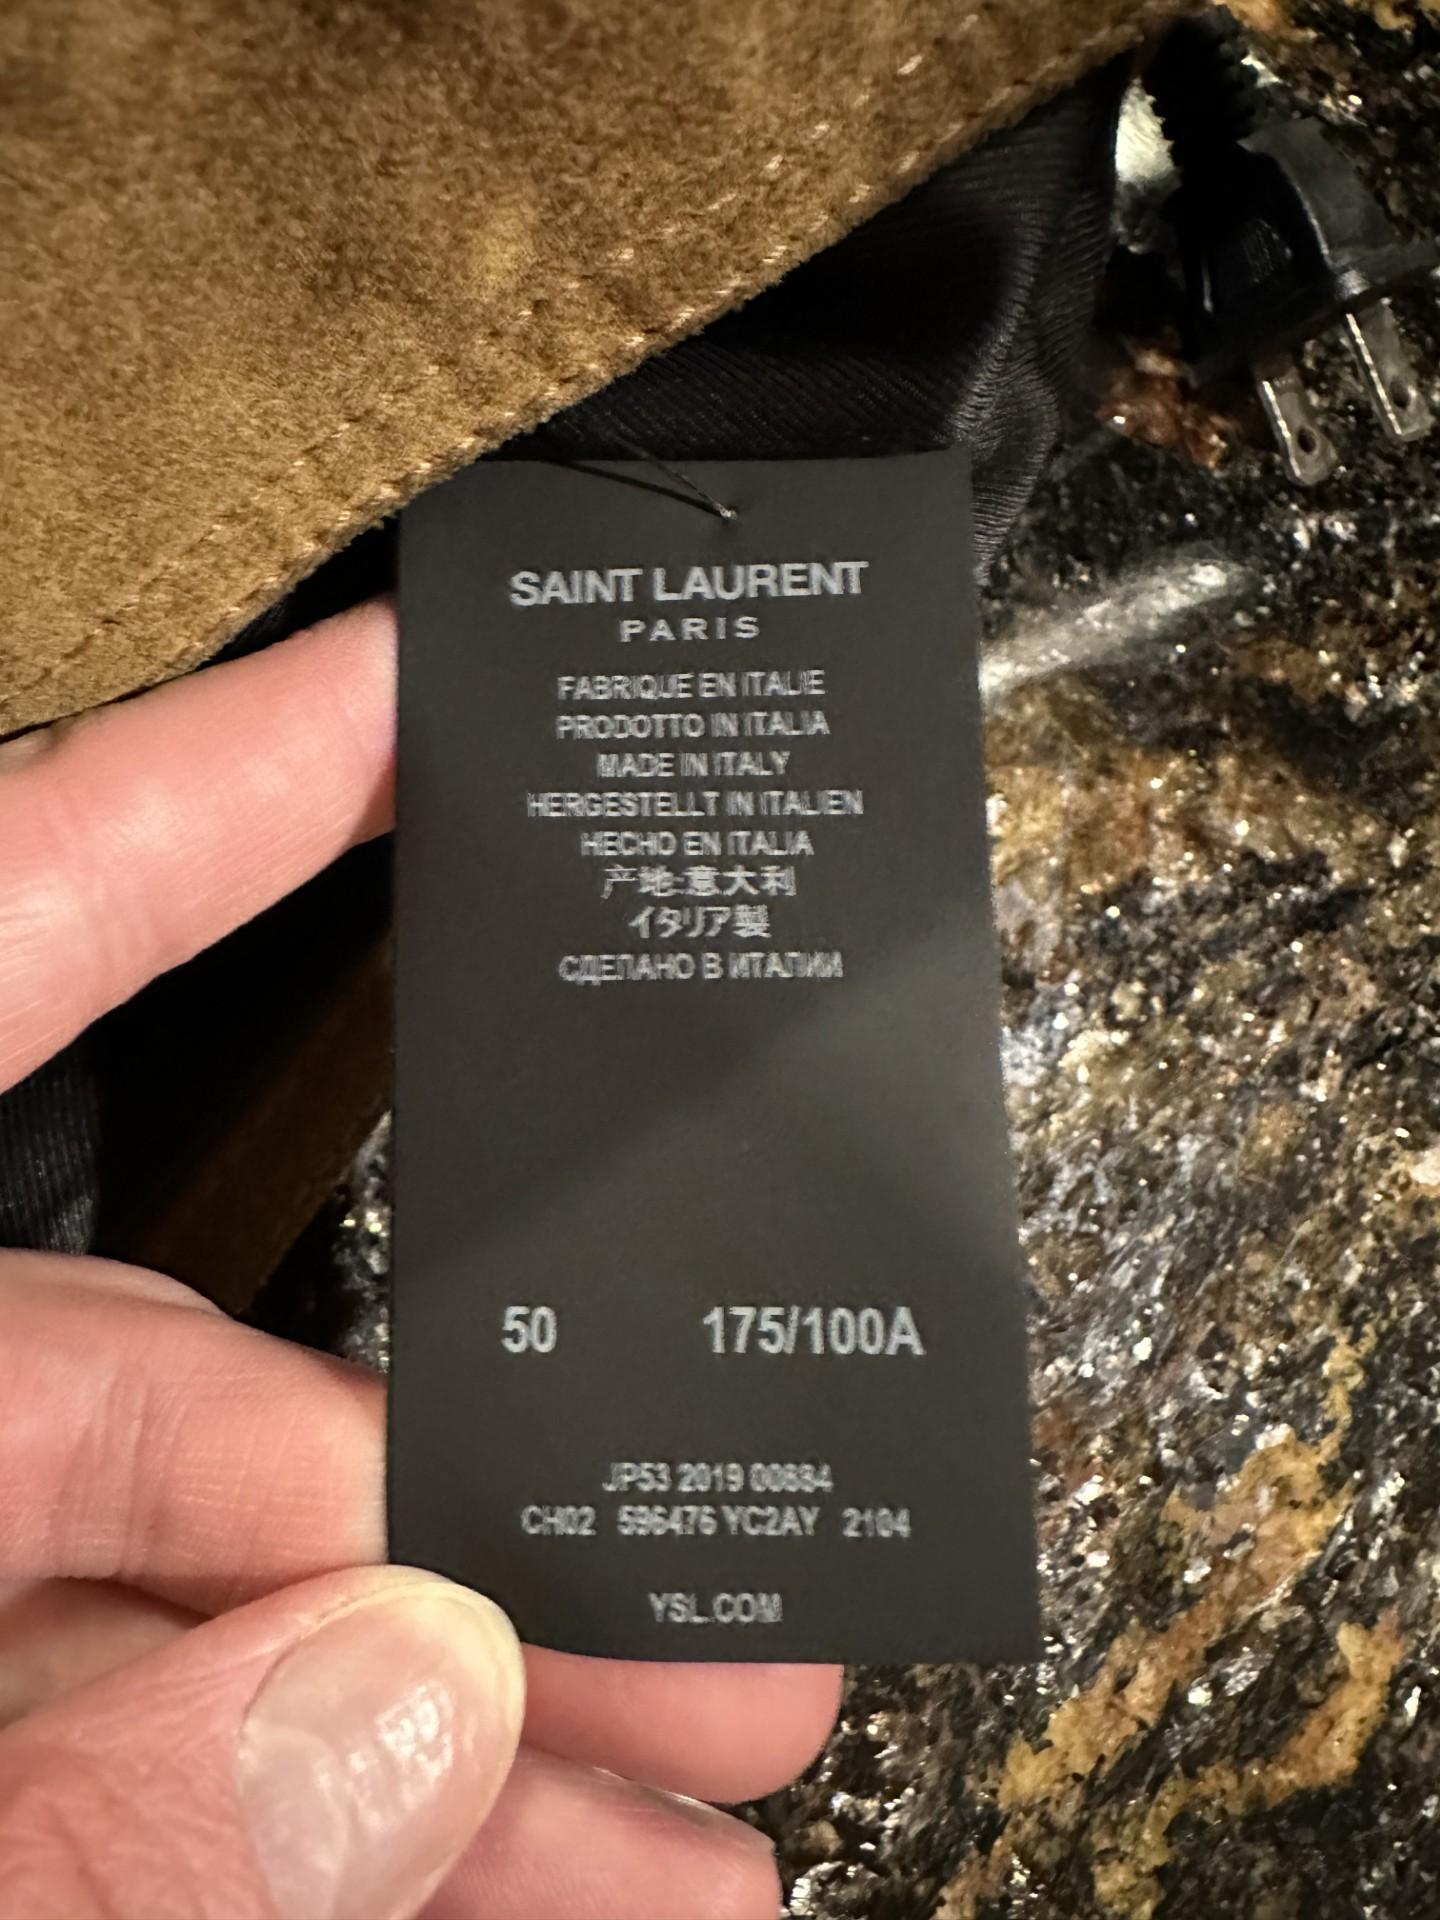 SAINT LAURENT
PARIS
FABRIQUE EN ITALIE
PRODOTTO IN ITALIA
MADE IN ITALY
HERGESTELLT IN ITALIEN
HECHO EN ITALIA
产地:意大利
イタリア製
СДЕЛАНО В ИТАЛИИ
50 175/100A
JP53 2019 00884
CH02 596476 YC2AY 2104
YSL.COM